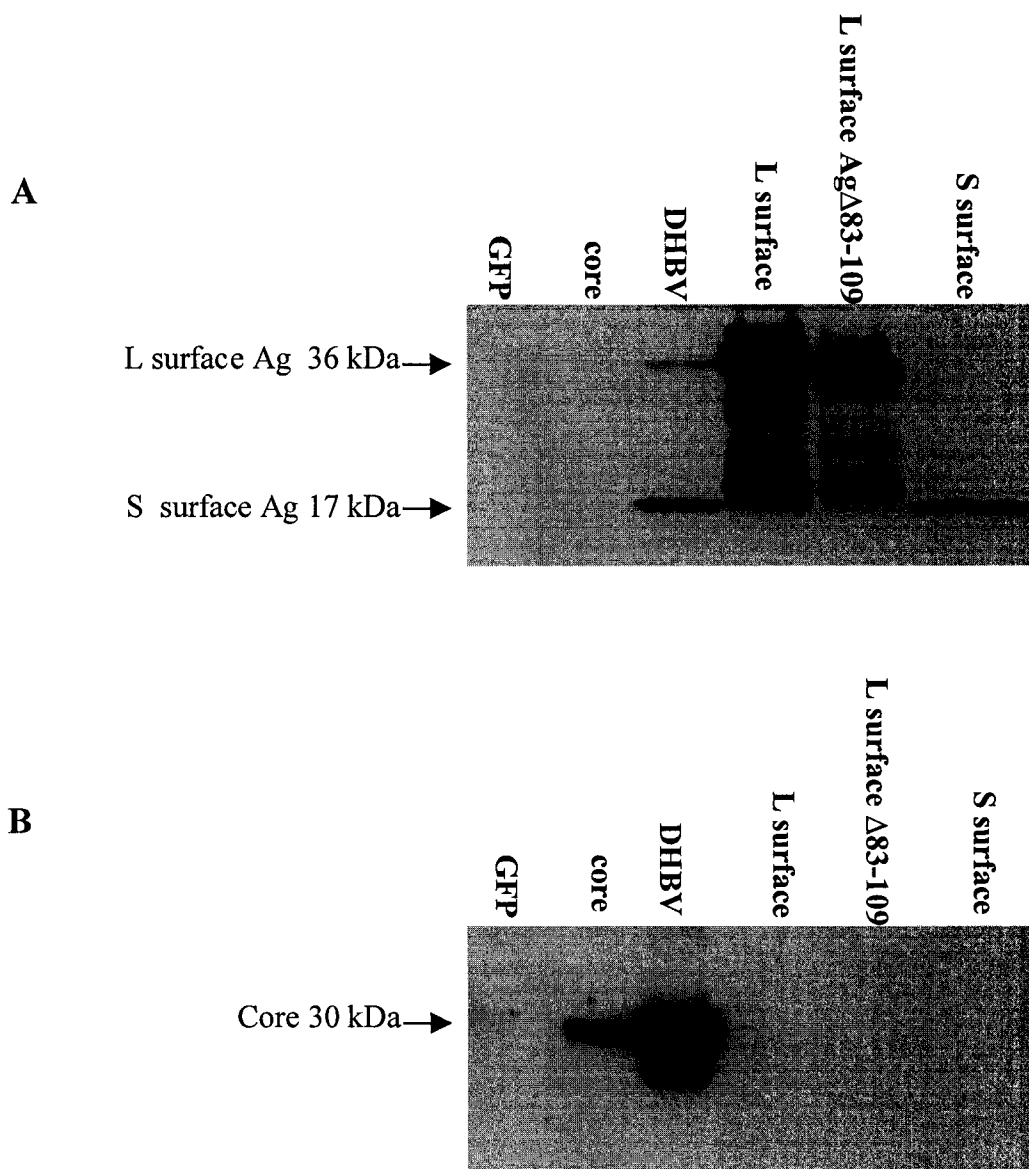 A
GFP
core
DHBV
L surface
L surface AgΔ83-109
S surface
L surface Ag 36 kDa
S surface Ag 17 kDa
B
GFP
core
DHBV
L surface
L surface Δ83-109
S surface
Core 30 kDa